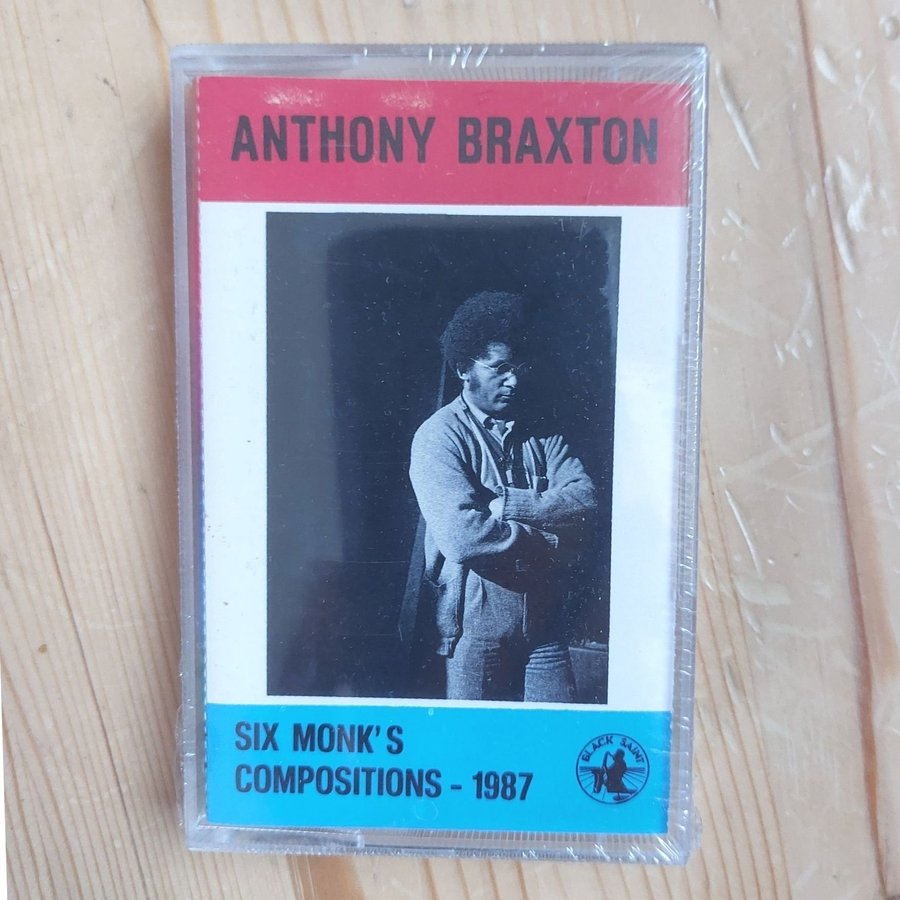 ANTHONY BRAXTON
SIX MONK'S
COMPOSITIONS - 1987
BLACK SAINT